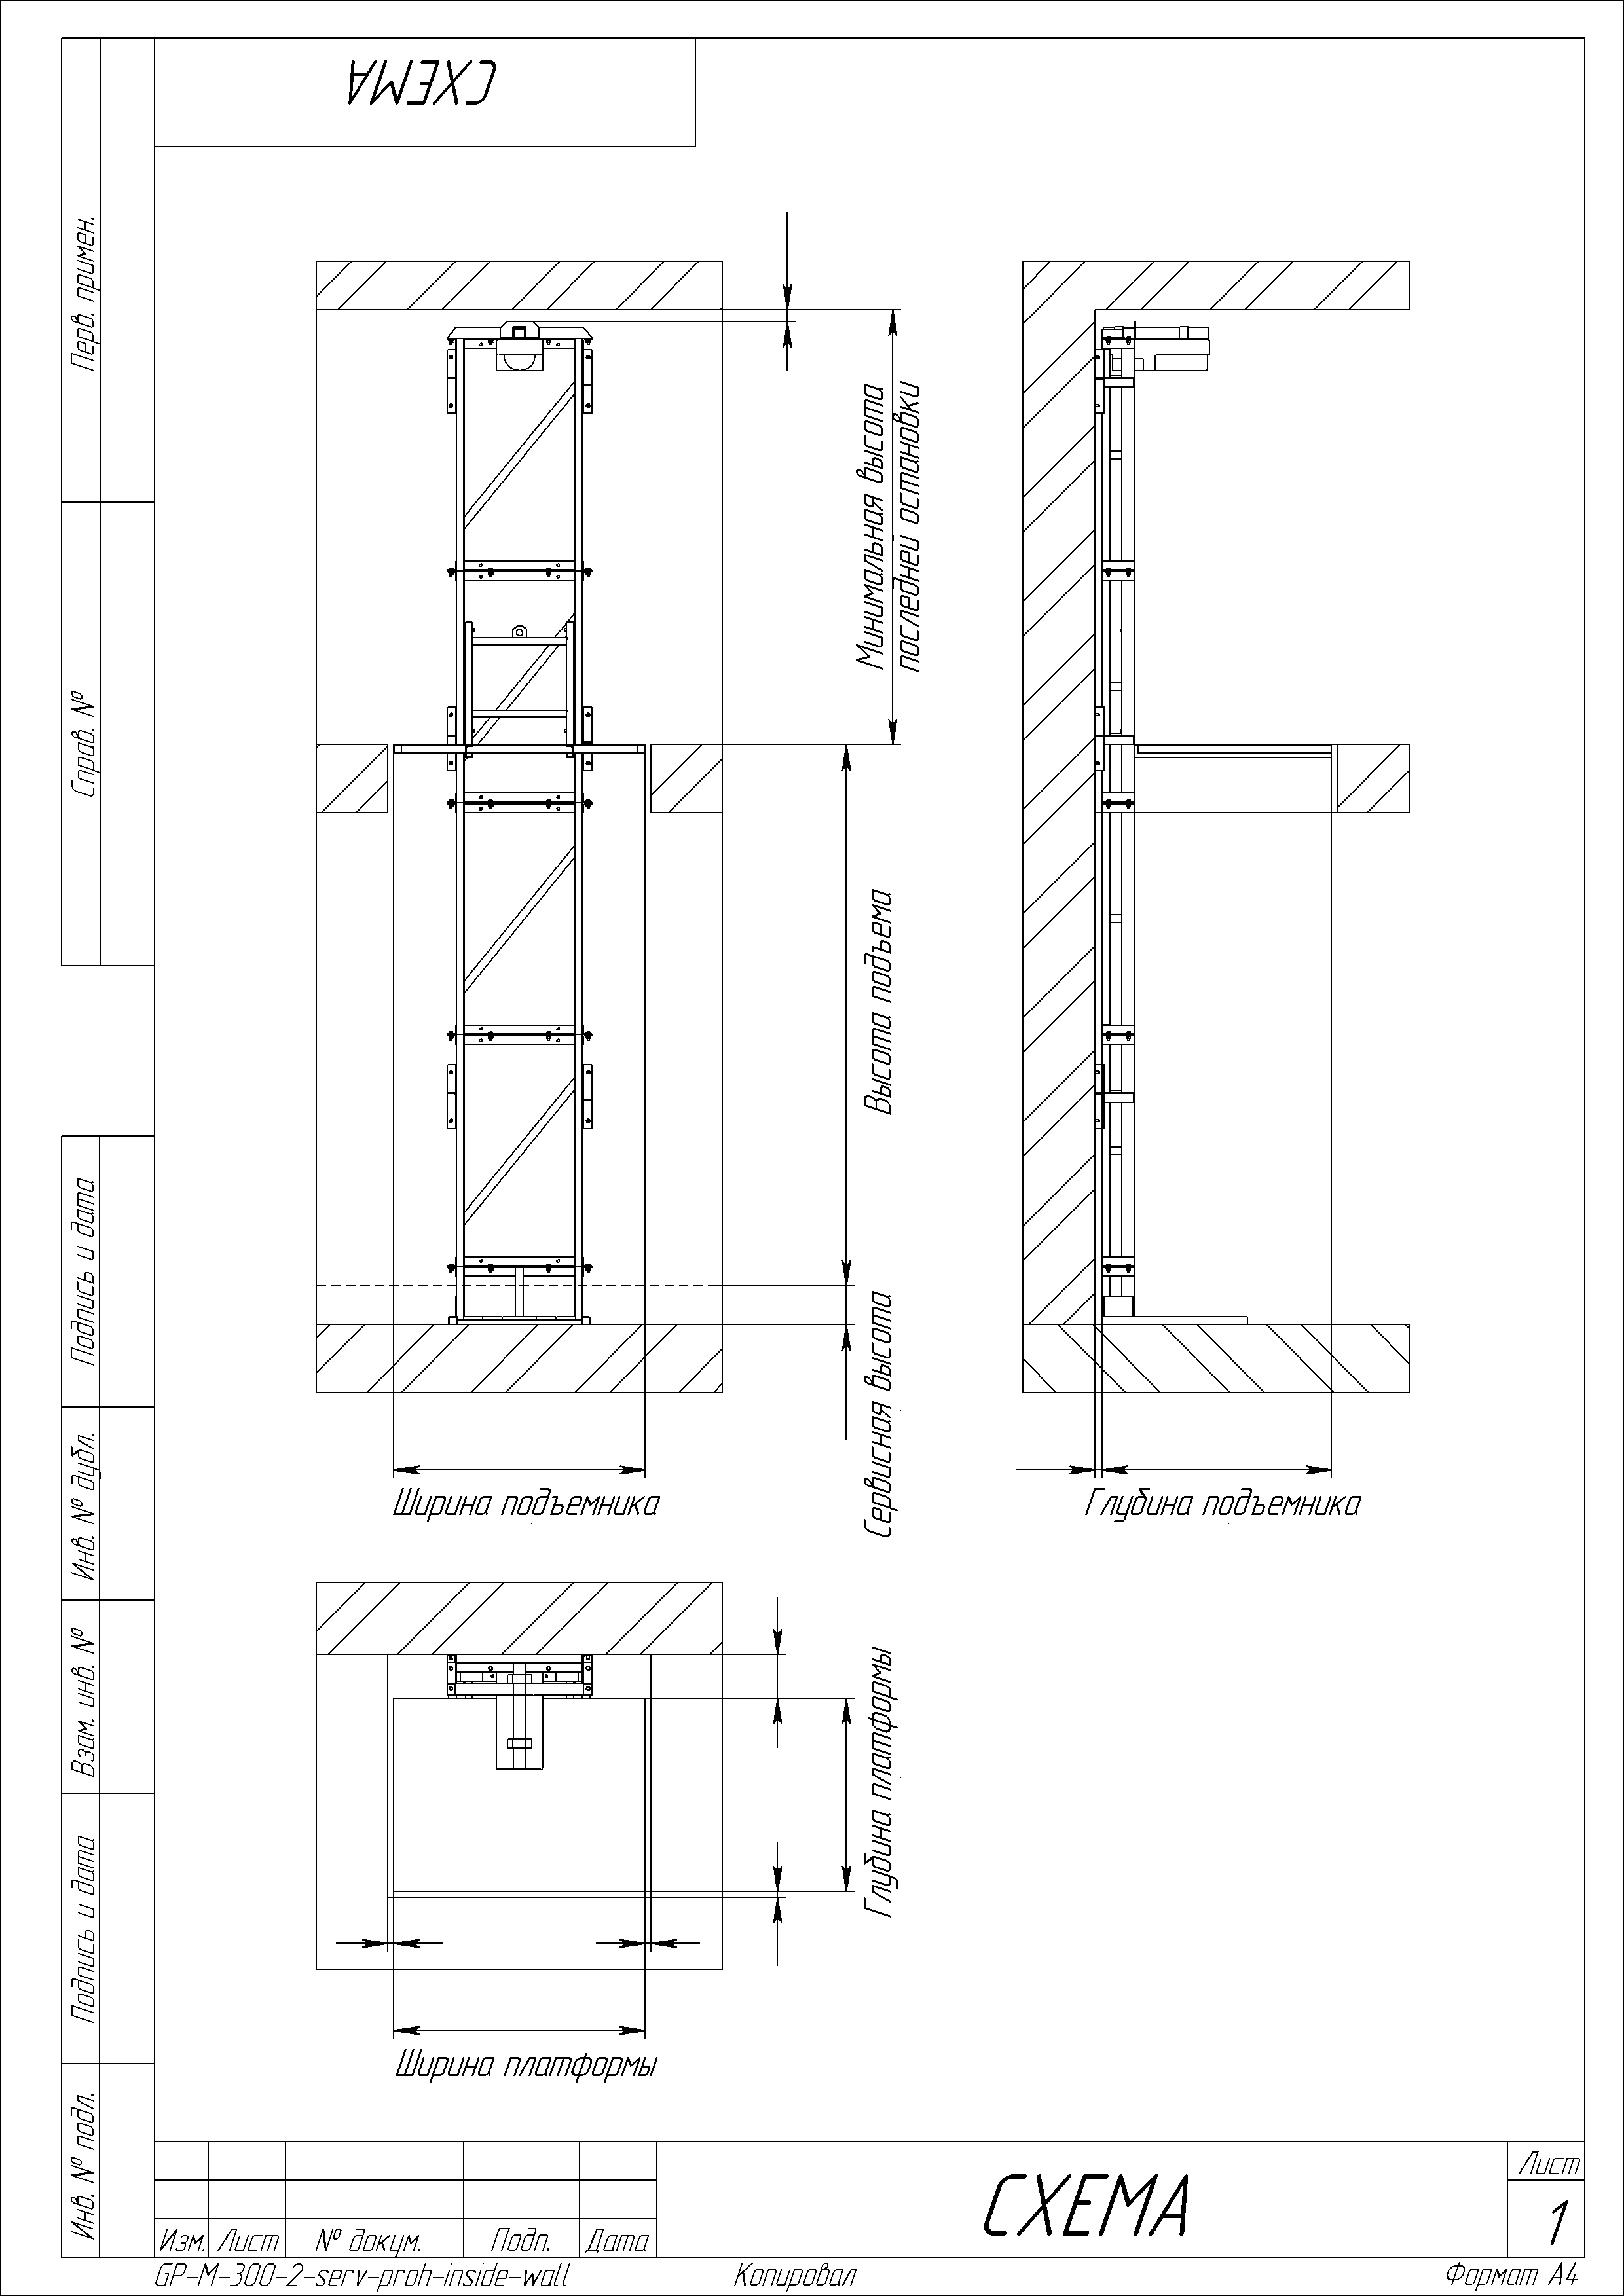 СХЕМА
Перв. примен.
Справ. №
Минимальная высота
последней остановки
Высота подъема
Сервисная высота
Ширина подъемника
Глубина подъемника
Глубина платформы
Ширина платформы
Подпись и дата
Инв. № дубл.
Взам. инв. №
Подпись и дата
Инв. № подл.
Изм. Лист № докум. Подп. Дата
СХЕМА
Лист
1
GP-M-300-2-serv-proh-inside-wall Копировал Формат А4